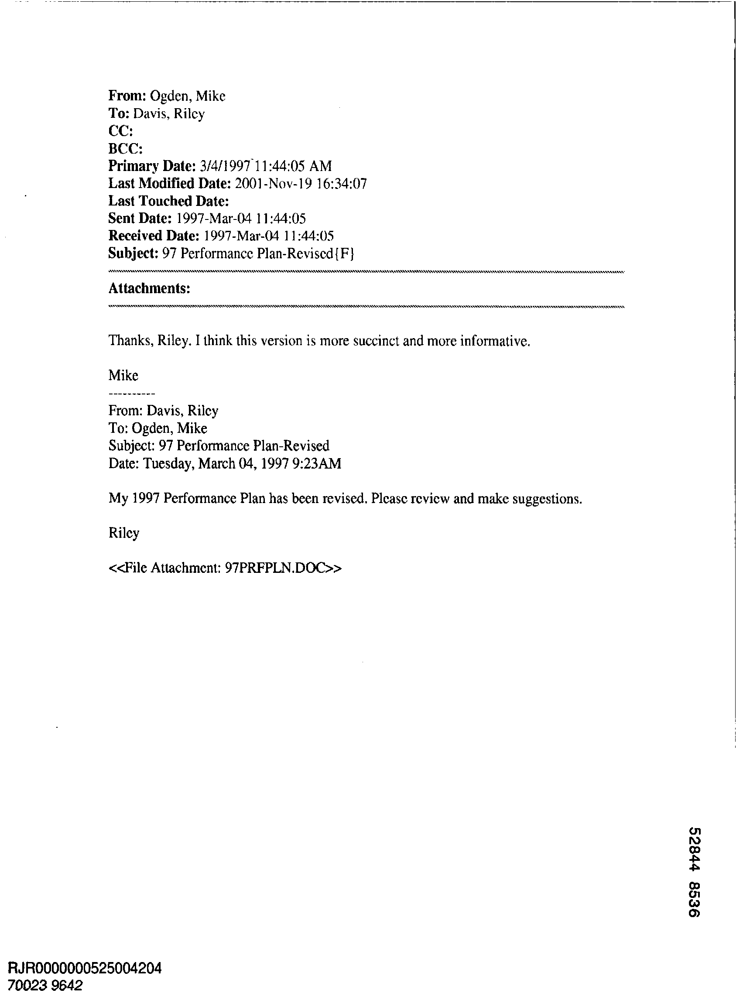 From: Ogden, Mike
To: Davis, Riley
CC:
BCC:
Primary Date: 3/4/1997 11:44:05 AM
Last Modified Date: 2001-Nov-19 16:34:07
Last Touched Date:
Sent Date: 1997-Mar-04 11:44:05
Received Date: 1997-Mar-04 11:44:05
Subject: 97 Performance Plan-Revised{F}
Attachments:
Thanks, Riley. I think this version is more succinct and more informative.
Mike
----------
From: Davis, Riley
To: Ogden, Mike
Subject: 97 Performance Plan-Revised
Date: Tuesday, March 04, 1997 9:23AM
My 1997 Performance Plan has been revised. Please review and make suggestions.
Riley
<<File Attachment: 97PRFPLN.DOC>>
52844 8536
RJR0000000525004204
70023 9642